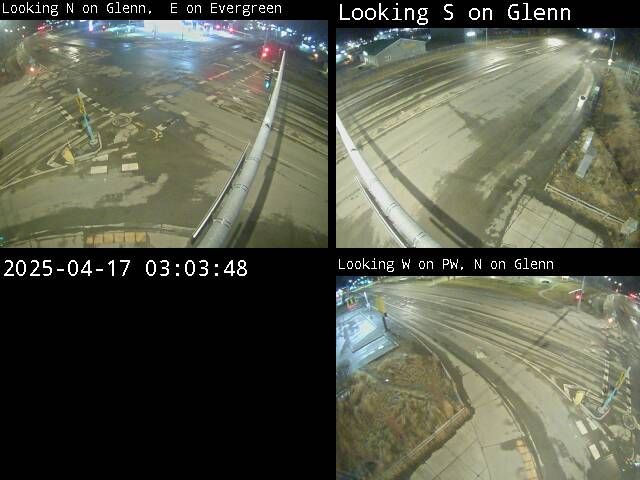 Looking N on Glenn, E on Evergreen
Looking S on Glenn
2025-04-17 03:03:48
Looking W on PW, N on Glenn